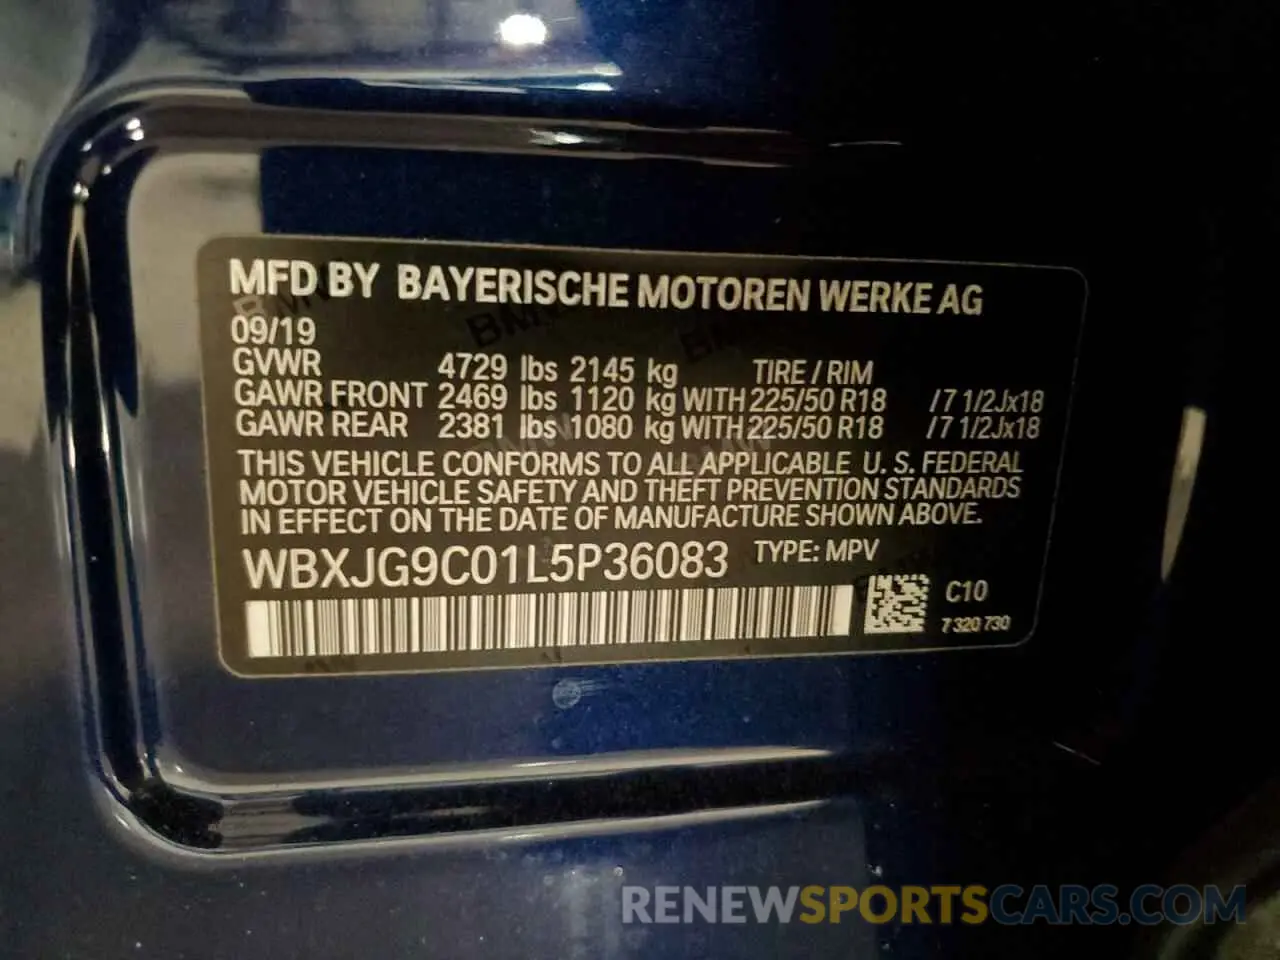 MFD BY BAYERISCHE MOTOREN WERKE AG
09/19
GVWR 4729 lbs 2145 kg TIRE / RIM
GAWR FRONT 2469 lbs 1120 kg WITH 225/50 R18 / 7 1/2Jx18
GAWR REAR 2381 lbs 1080 kg WITH 225/50 R18 / 7 1/2Jx18
THIS VEHICLE CONFORMS TO ALL APPLICABLE U. S. FEDERAL
MOTOR VEHICLE SAFETY AND THEFT PREVENTION STANDARDS
IN EFFECT ON THE DATE OF MANUFACTURE SHOWN ABOVE.
WBXJG9C01L5P36083 TYPE: MPV
C10
7 320 730
RENEWSPORTSCARS.COM